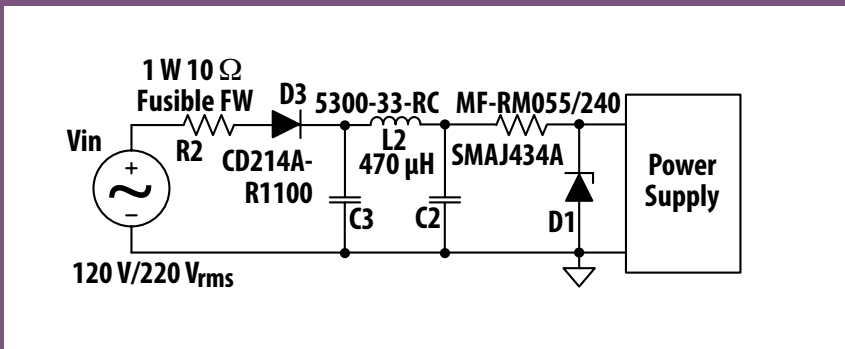 1 W 10 Ω
Fusible FW
D3
5300-33-RC
MF-RM055/240
Vin
R2
CD214A-
R1100
L2
470 µH
SMAJ434A
Power
Supply
+
−
C3
C2
D1
120 V/220 Vrms